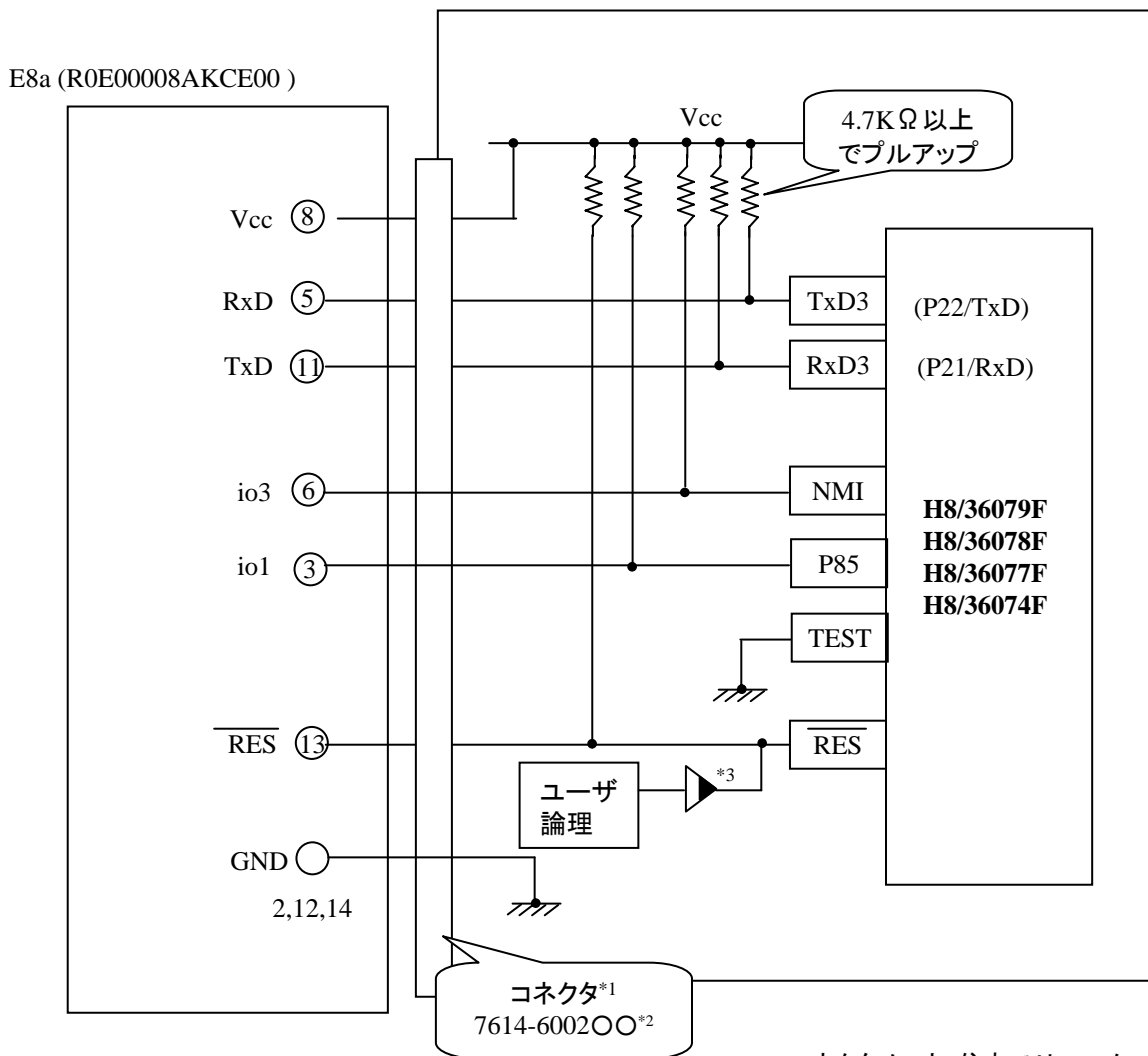 E8a (R0E00008AKCE00 )
Vcc
4.7KΩ以上
でプルアップ
Vcc 8
RxD 5
TxD3
(P22/TxD)
TxD 11
RxD3
(P21/RxD)
io3 6
NMI
H8/36079F
H8/36078F
H8/36077F
H8/36074F
io1 3
P85
TEST
RES 13
RES
ユーザ
論理
*3
GND
2,12,14
コネクタ*1
7614-6002〇〇*2